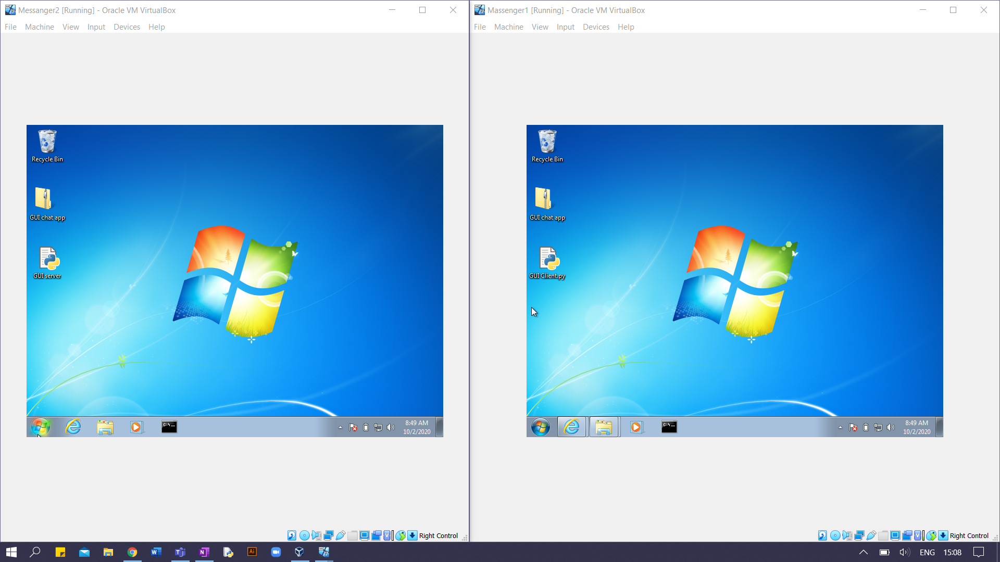 Messanger2 [Running] - Oracle VM VirtualBox
File Machine View Input Devices Help
Recycle Bin
GUI chat app
GUI server
C:\._
8:49 AM
10/2/2020
Right Control
Massenger1 [Running] - Oracle VM VirtualBox
File Machine View Input Devices Help
Recycle Bin
GUI chat app
GUI Client.py
C:\._
8:49 AM
10/2/2020
Right Control
ENG 15:08